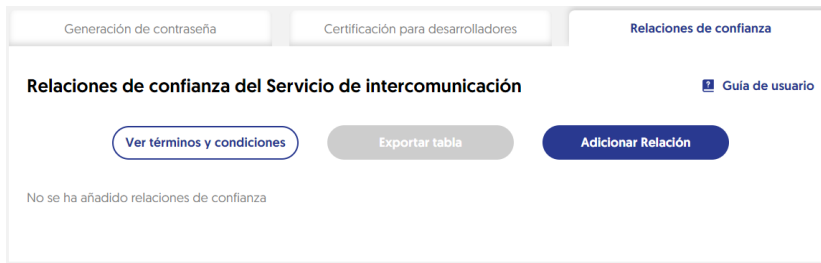 Generación de contraseña
Certificación para desarrolladores
Relaciones de confianza
Relaciones de confianza del Servicio de intercomunicación
Guía de usuario
Ver términos y condiciones
Exportar tabla
Adicionar Relación
No se ha añadido relaciones de confianza